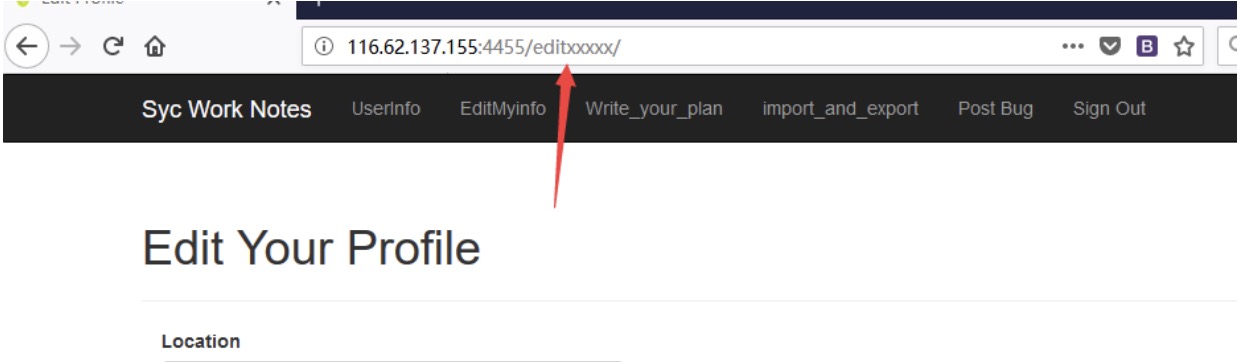 Edit Profile
116.62.137.155:4455/editxxxxx/
B
Syc Work Notes UserInfo EditMyinfo Write_your_plan import_and_export Post Bug Sign Out
Edit Your Profile
Location